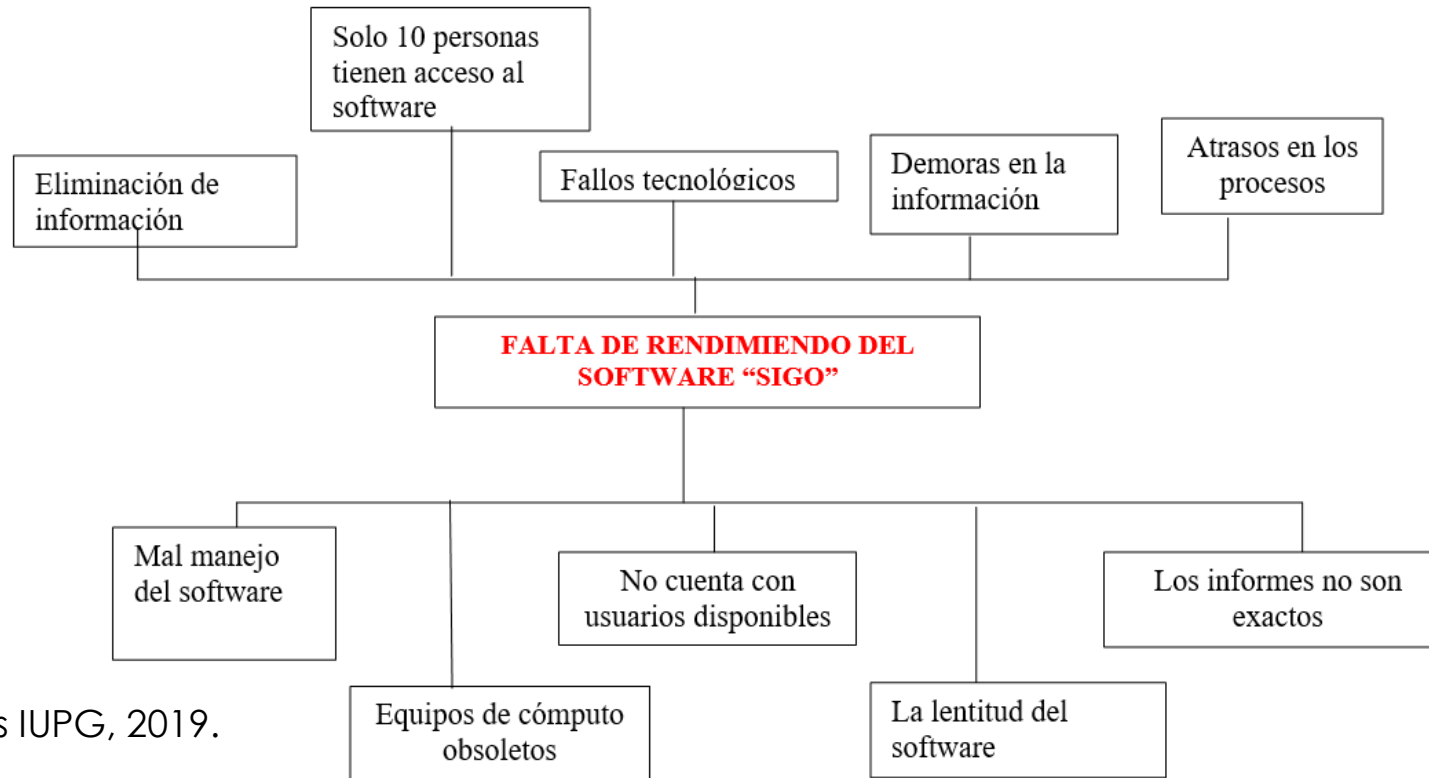 Solo 10 personas
tienen acceso al
software
Eliminación de
información
Fallos tecnológicos
Demoras en la
información
Atrasos en los
procesos
FALTA DE RENDIMIENDO DEL
SOFTWARE “SIGO”
Mal manejo
del software
No cuenta con
usuarios disponibles
Los informes no son
exactos
Equipos de cómputo
obsoletos
La lentitud del
software
s IUPG, 2019.